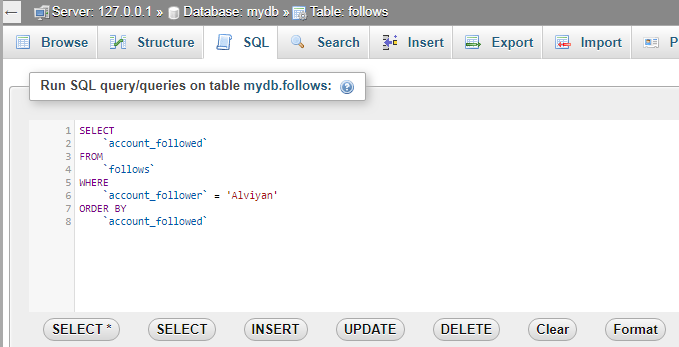 ← Server: 127.0.0.1 » Database: mydb » Table: follows
Browse Structure SQL Search Insert Export Import P
Run SQL query/queries on table mydb.follows:
1 SELECT
2 `account_followed`
3 FROM
4 `follows`
5 WHERE
6 `account_follower` = 'Alviyan'
7 ORDER BY
8 `account_followed`
SELECT * SELECT INSERT UPDATE DELETE Clear Format